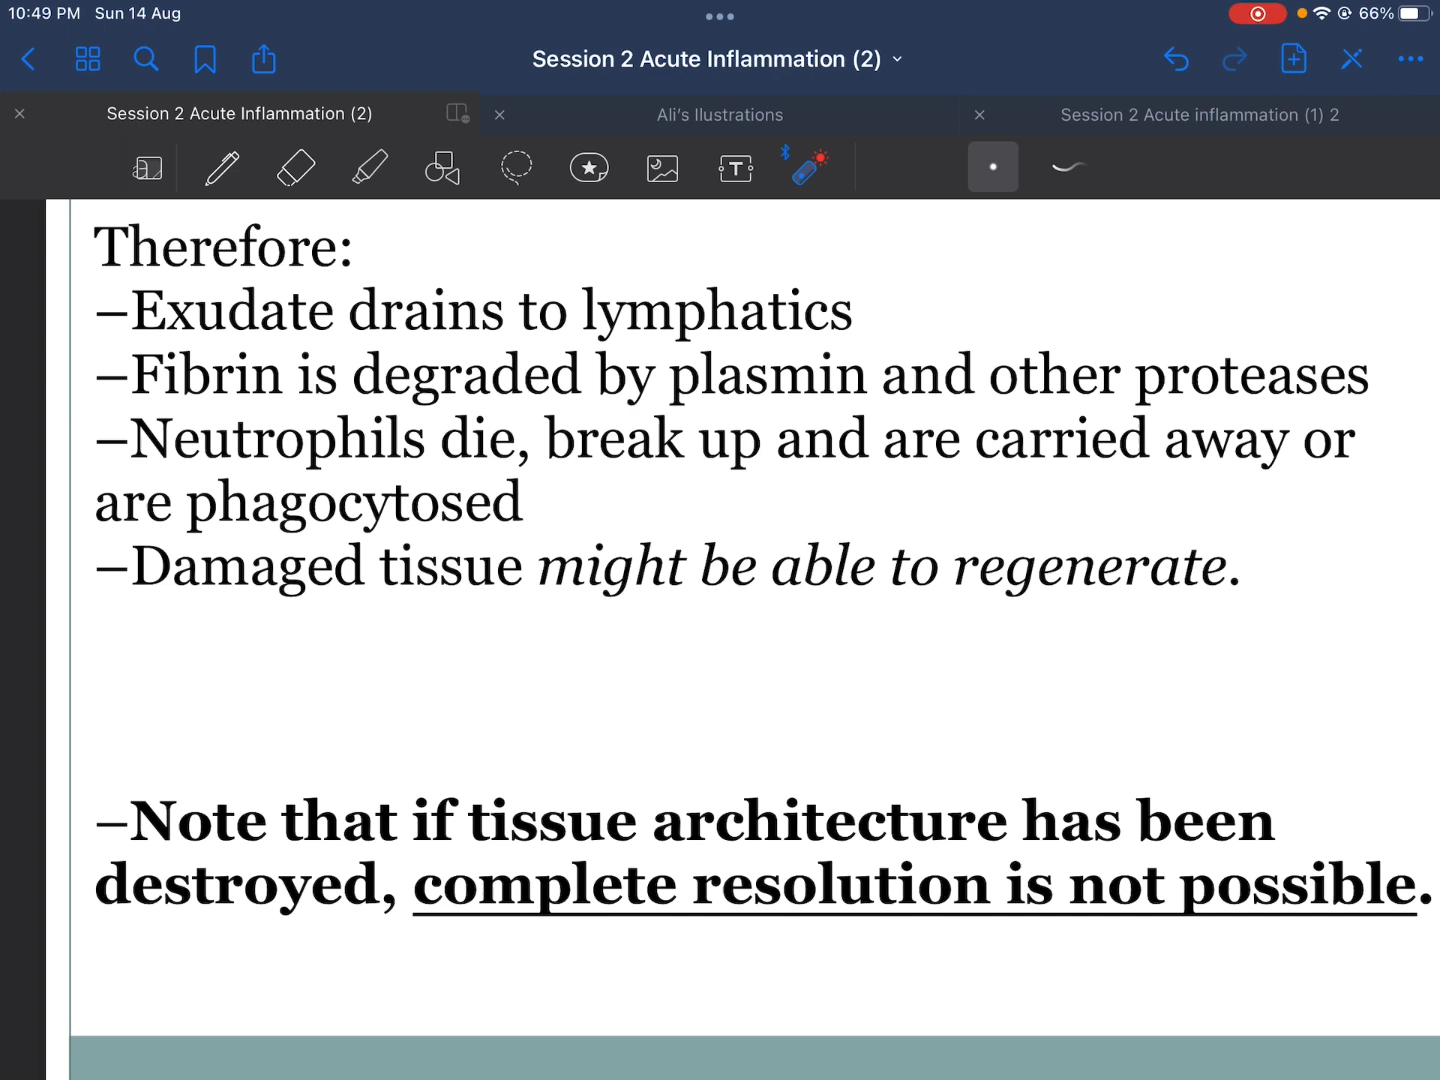 10:49 PM Sun 14 Aug
66%
Session 2 Acute Inflammation (2)
Session 2 Acute Inflammation (2)
Ali's Ilustrations
Session 2 Acute inflammation (1) 2
Therefore:
–Exudate drains to lymphatics
–Fibrin is degraded by plasmin and other proteases
–Neutrophils die, break up and are carried away or
are phagocytosed
–Damaged tissue might be able to regenerate.
–Note that if tissue architecture has been
destroyed, complete resolution is not possible.